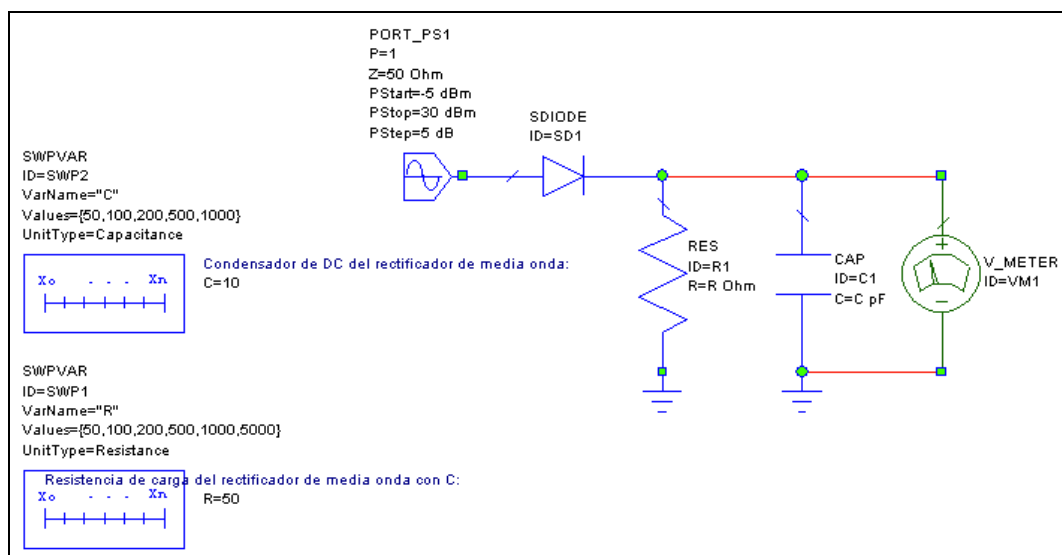 PORT_PS1
P=1
Z=50 Ohm
PStart=-5 dBm
PStop=30 dBm
PStep=5 dB
SDIODE
ID=SD1
SWPVAR
ID=SWP2
VarName="C"
Values={50,100,200,500,1000}
UnitType=Capacitance
Xo . . . Xn
Condensador de DC del rectificador de media onda:
C=10
RES
ID=R1
R=R Ohm
CAP
ID=C1
C=C pF
V_METER
ID=VM1
SWPVAR
ID=SWP1
VarName="R"
Values={50,100,200,500,1000,5000}
UnitType=Resistance
Resistencia de carga del rectificador de media onda con C:
Xo . . . Xn
R=50